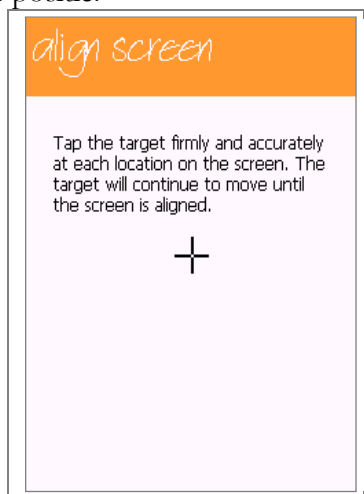 align screen
Tap the target firmly and accurately
at each location on the screen. The
target will continue to move until
the screen is aligned.